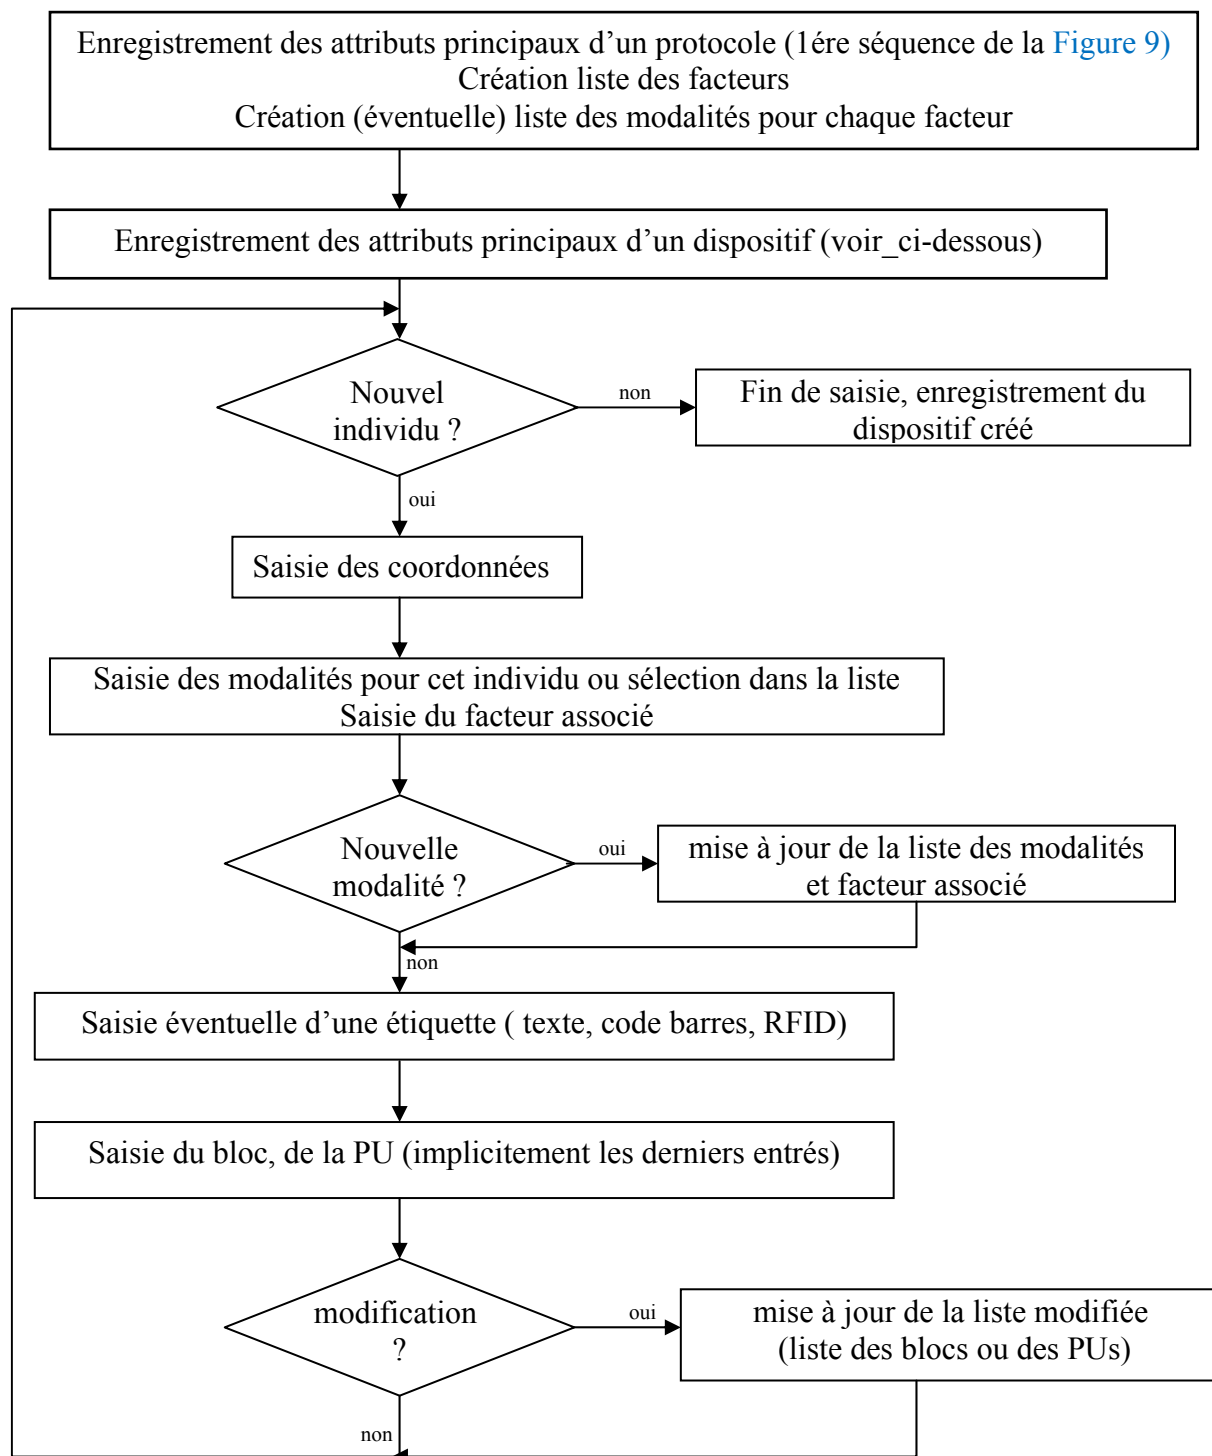 Enregistrement des attributs principaux d’un protocole (1ére séquence de la Figure 9)
Création liste des facteurs
Création (éventuelle) liste des modalités pour chaque facteur
Enregistrement des attributs principaux d’un dispositif (voir_ci-dessous)
Nouvel
individu ?
non
Fin de saisie, enregistrement du
dispositif créé
oui
Saisie des coordonnées
Saisie des modalités pour cet individu ou sélection dans la liste
Saisie du facteur associé
Nouvelle
modalité ?
oui
mise à jour de la liste des modalités
et facteur associé
non
Saisie éventuelle d’une étiquette ( texte, code barres, RFID)
Saisie du bloc, de la PU (implicitement les derniers entrés)
modification
?
oui
mise à jour de la liste modifiée
(liste des blocs ou des PUs)
non